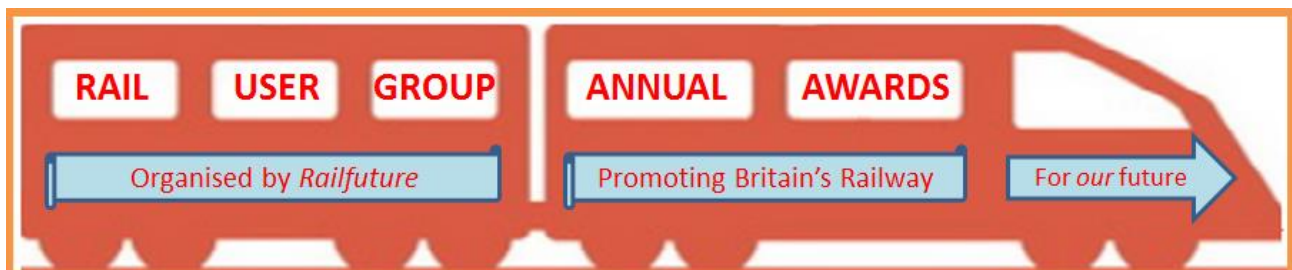 RAIL USER GROUP ANNUAL AWARDS
Organised by Railfuture Promoting Britain's Railway For our future